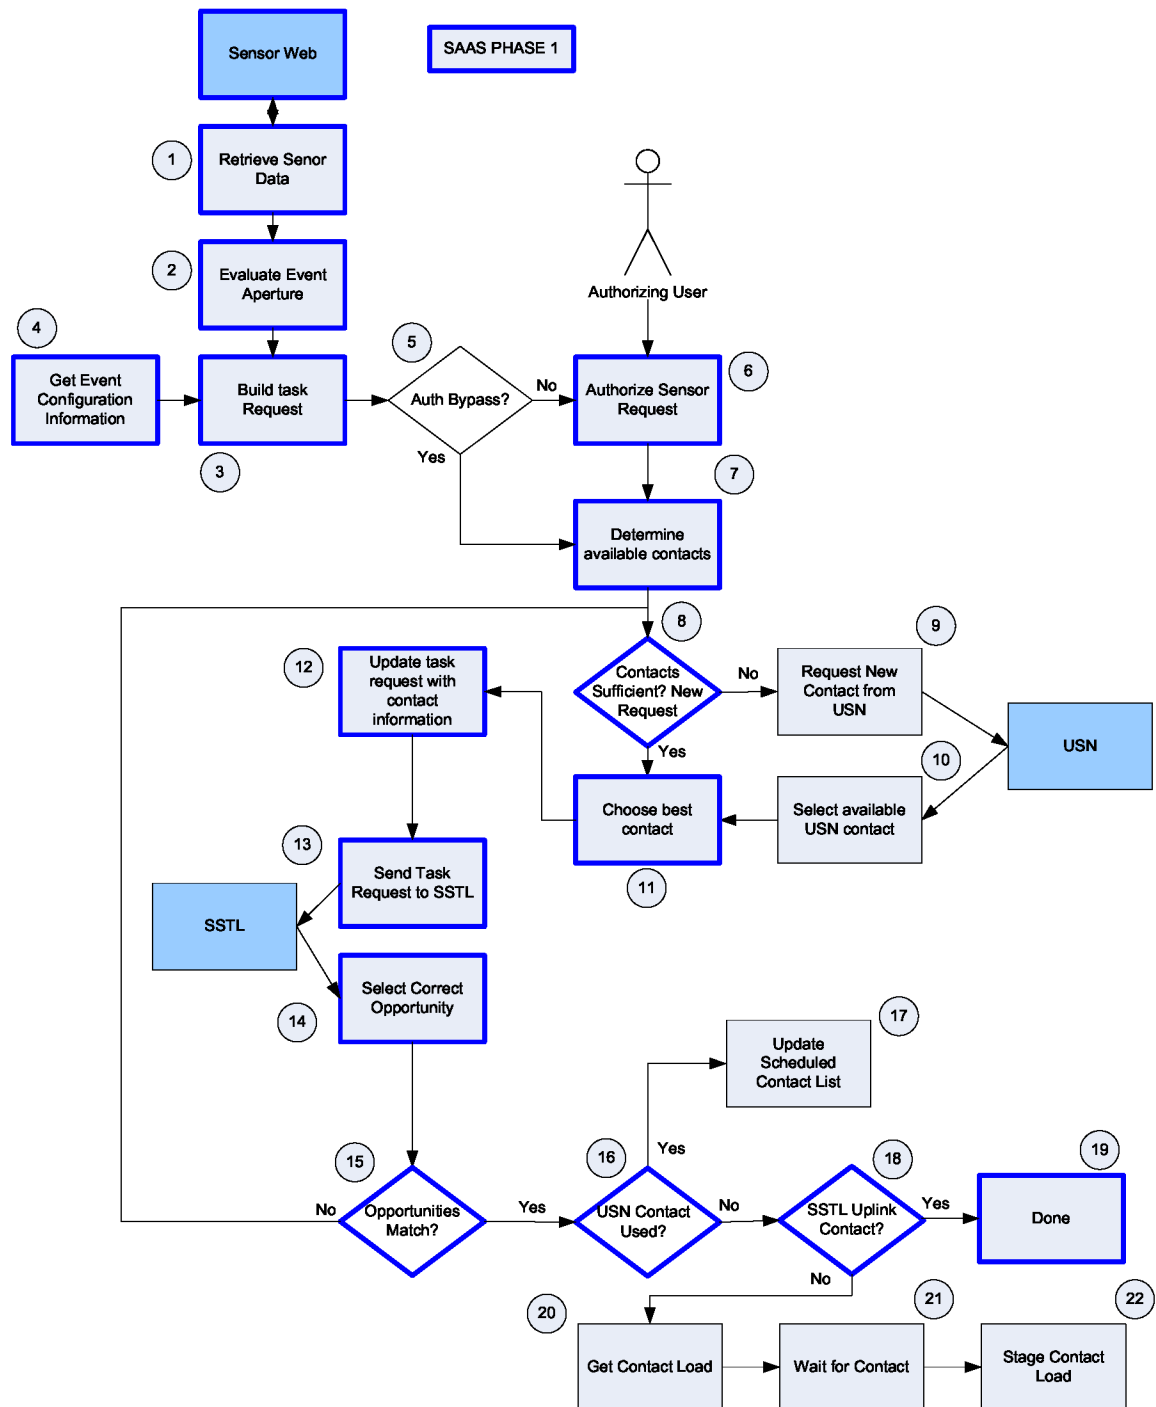 Sensor Web
SAAS PHASE 1
1
Retrieve Senor
Data
2
Evaluate Event
Aperture
Authorizing User
4
Get Event
Configuration
Information
Build task
Request
3
5
Auth Bypass?
No
Yes
Authorize Sensor
Request
6
7
Determine
available contacts
8
Contacts
Sufficient? New
Request
No
Yes
9
Request New
Contact from
USN
USN
10
Select available
USN contact
Choose best
contact
11
12
Update task
request with
contact
information
13
Send Task
Request to SSTL
SSTL
Select Correct
Opportunity
14
15
Opportunities
Match?
No
Yes
16
USN Contact
Used?
Yes
No
17
Update
Scheduled
Contact List
18
SSTL Uplink
Contact?
Yes
No
19
Done
20
Get Contact Load
21
Wait for Contact
22
Stage Contact
Load